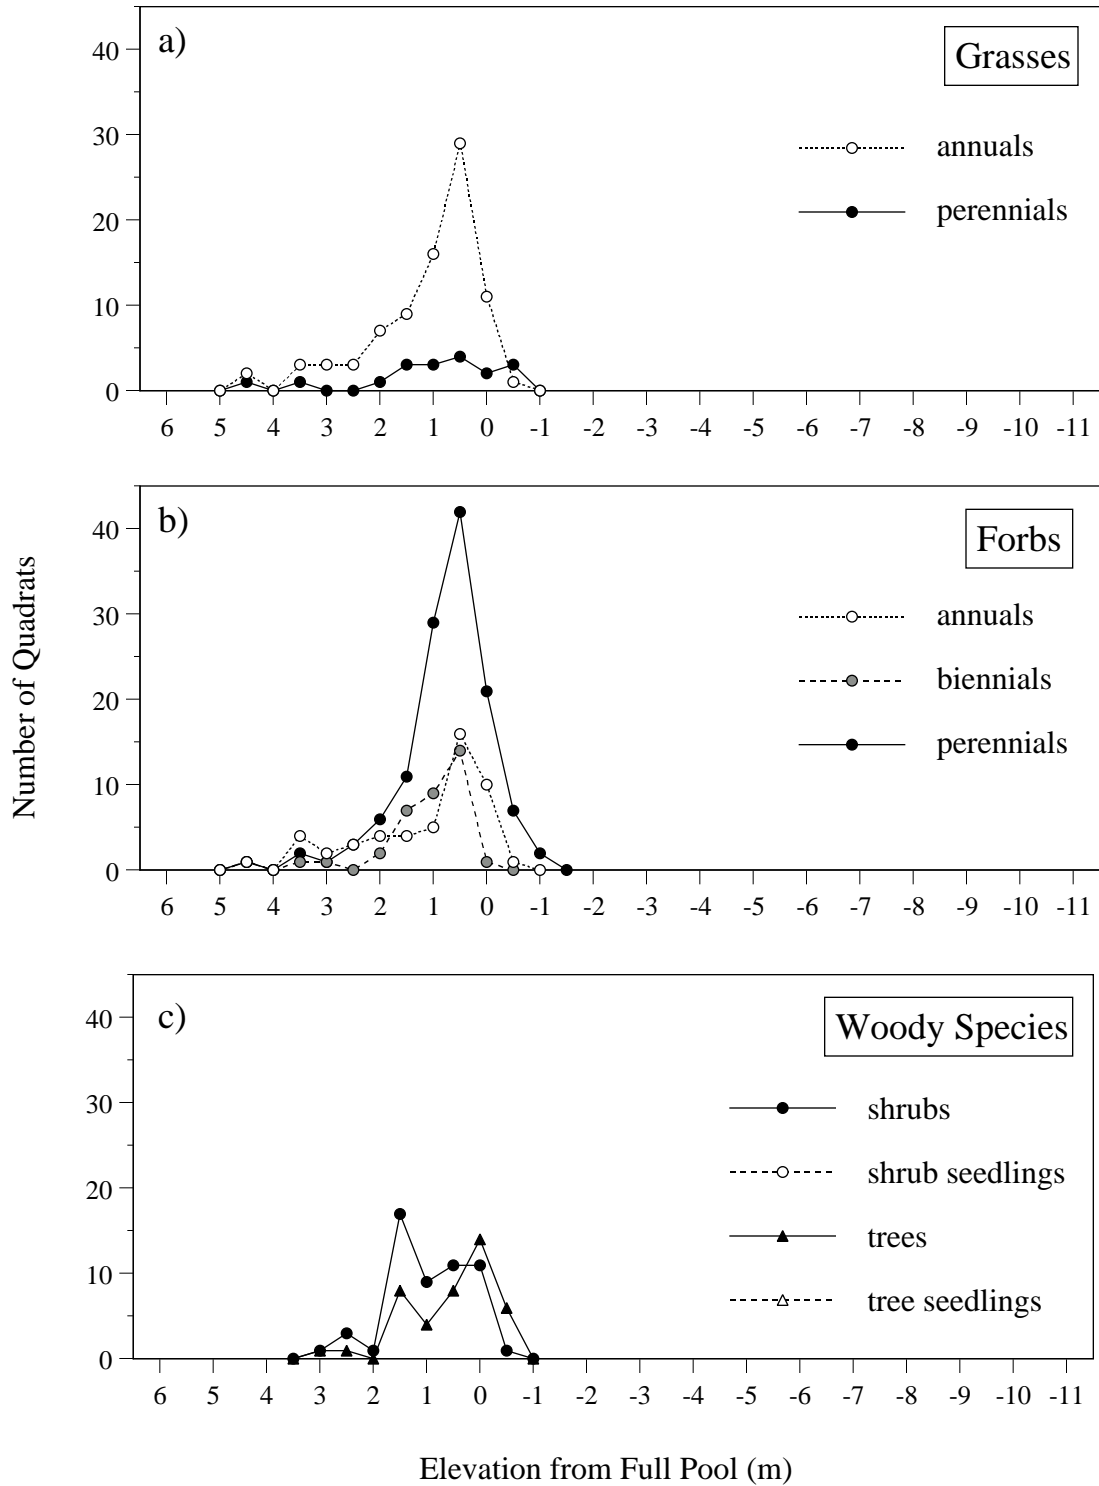 a)
Grasses
annuals
perennials
40
30
20
10
0
6 5 4 3 2 1 0 -1 -2 -3 -4 -5 -6 -7 -8 -9 -10 -11
b)
Forbs
annuals
biennials
perennials
40
30
20
10
0
6 5 4 3 2 1 0 -1 -2 -3 -4 -5 -6 -7 -8 -9 -10 -11
Number of Quadrats
c)
Woody Species
shrubs
shrub seedlings
trees
tree seedlings
40
30
20
10
0
6 5 4 3 2 1 0 -1 -2 -3 -4 -5 -6 -7 -8 -9 -10 -11
Elevation from Full Pool (m)